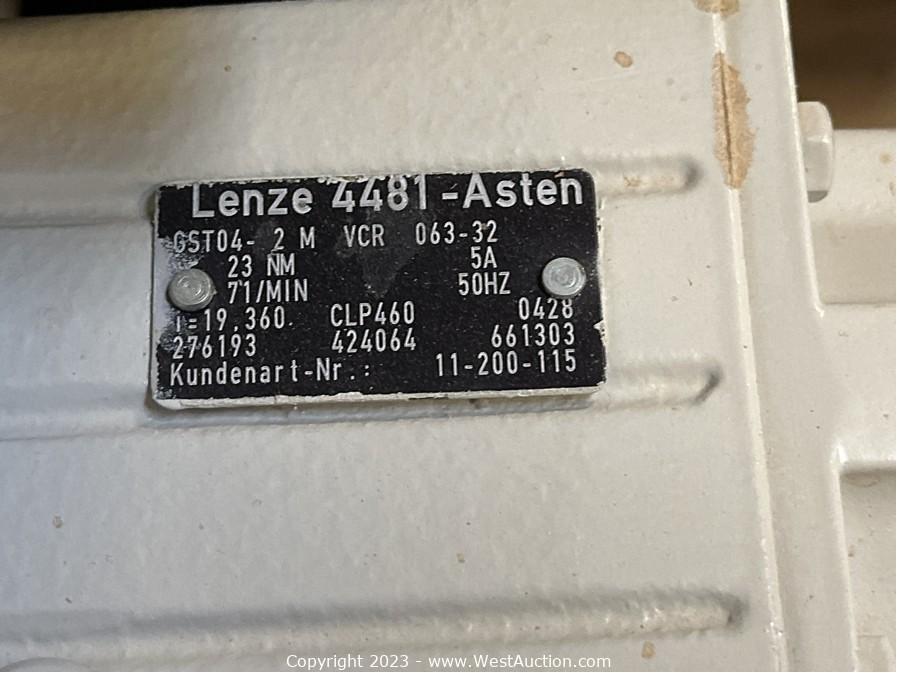 Lenze 4481-Asten
GST04- 2 M VCR 063-32
23 NM 5A
71/MIN 50HZ
i=19,360 CLP460 0428
276193 424064 661303
Kundenart-Nr.: 11-200-115
Copyright 2023 - www.WestAuction.com